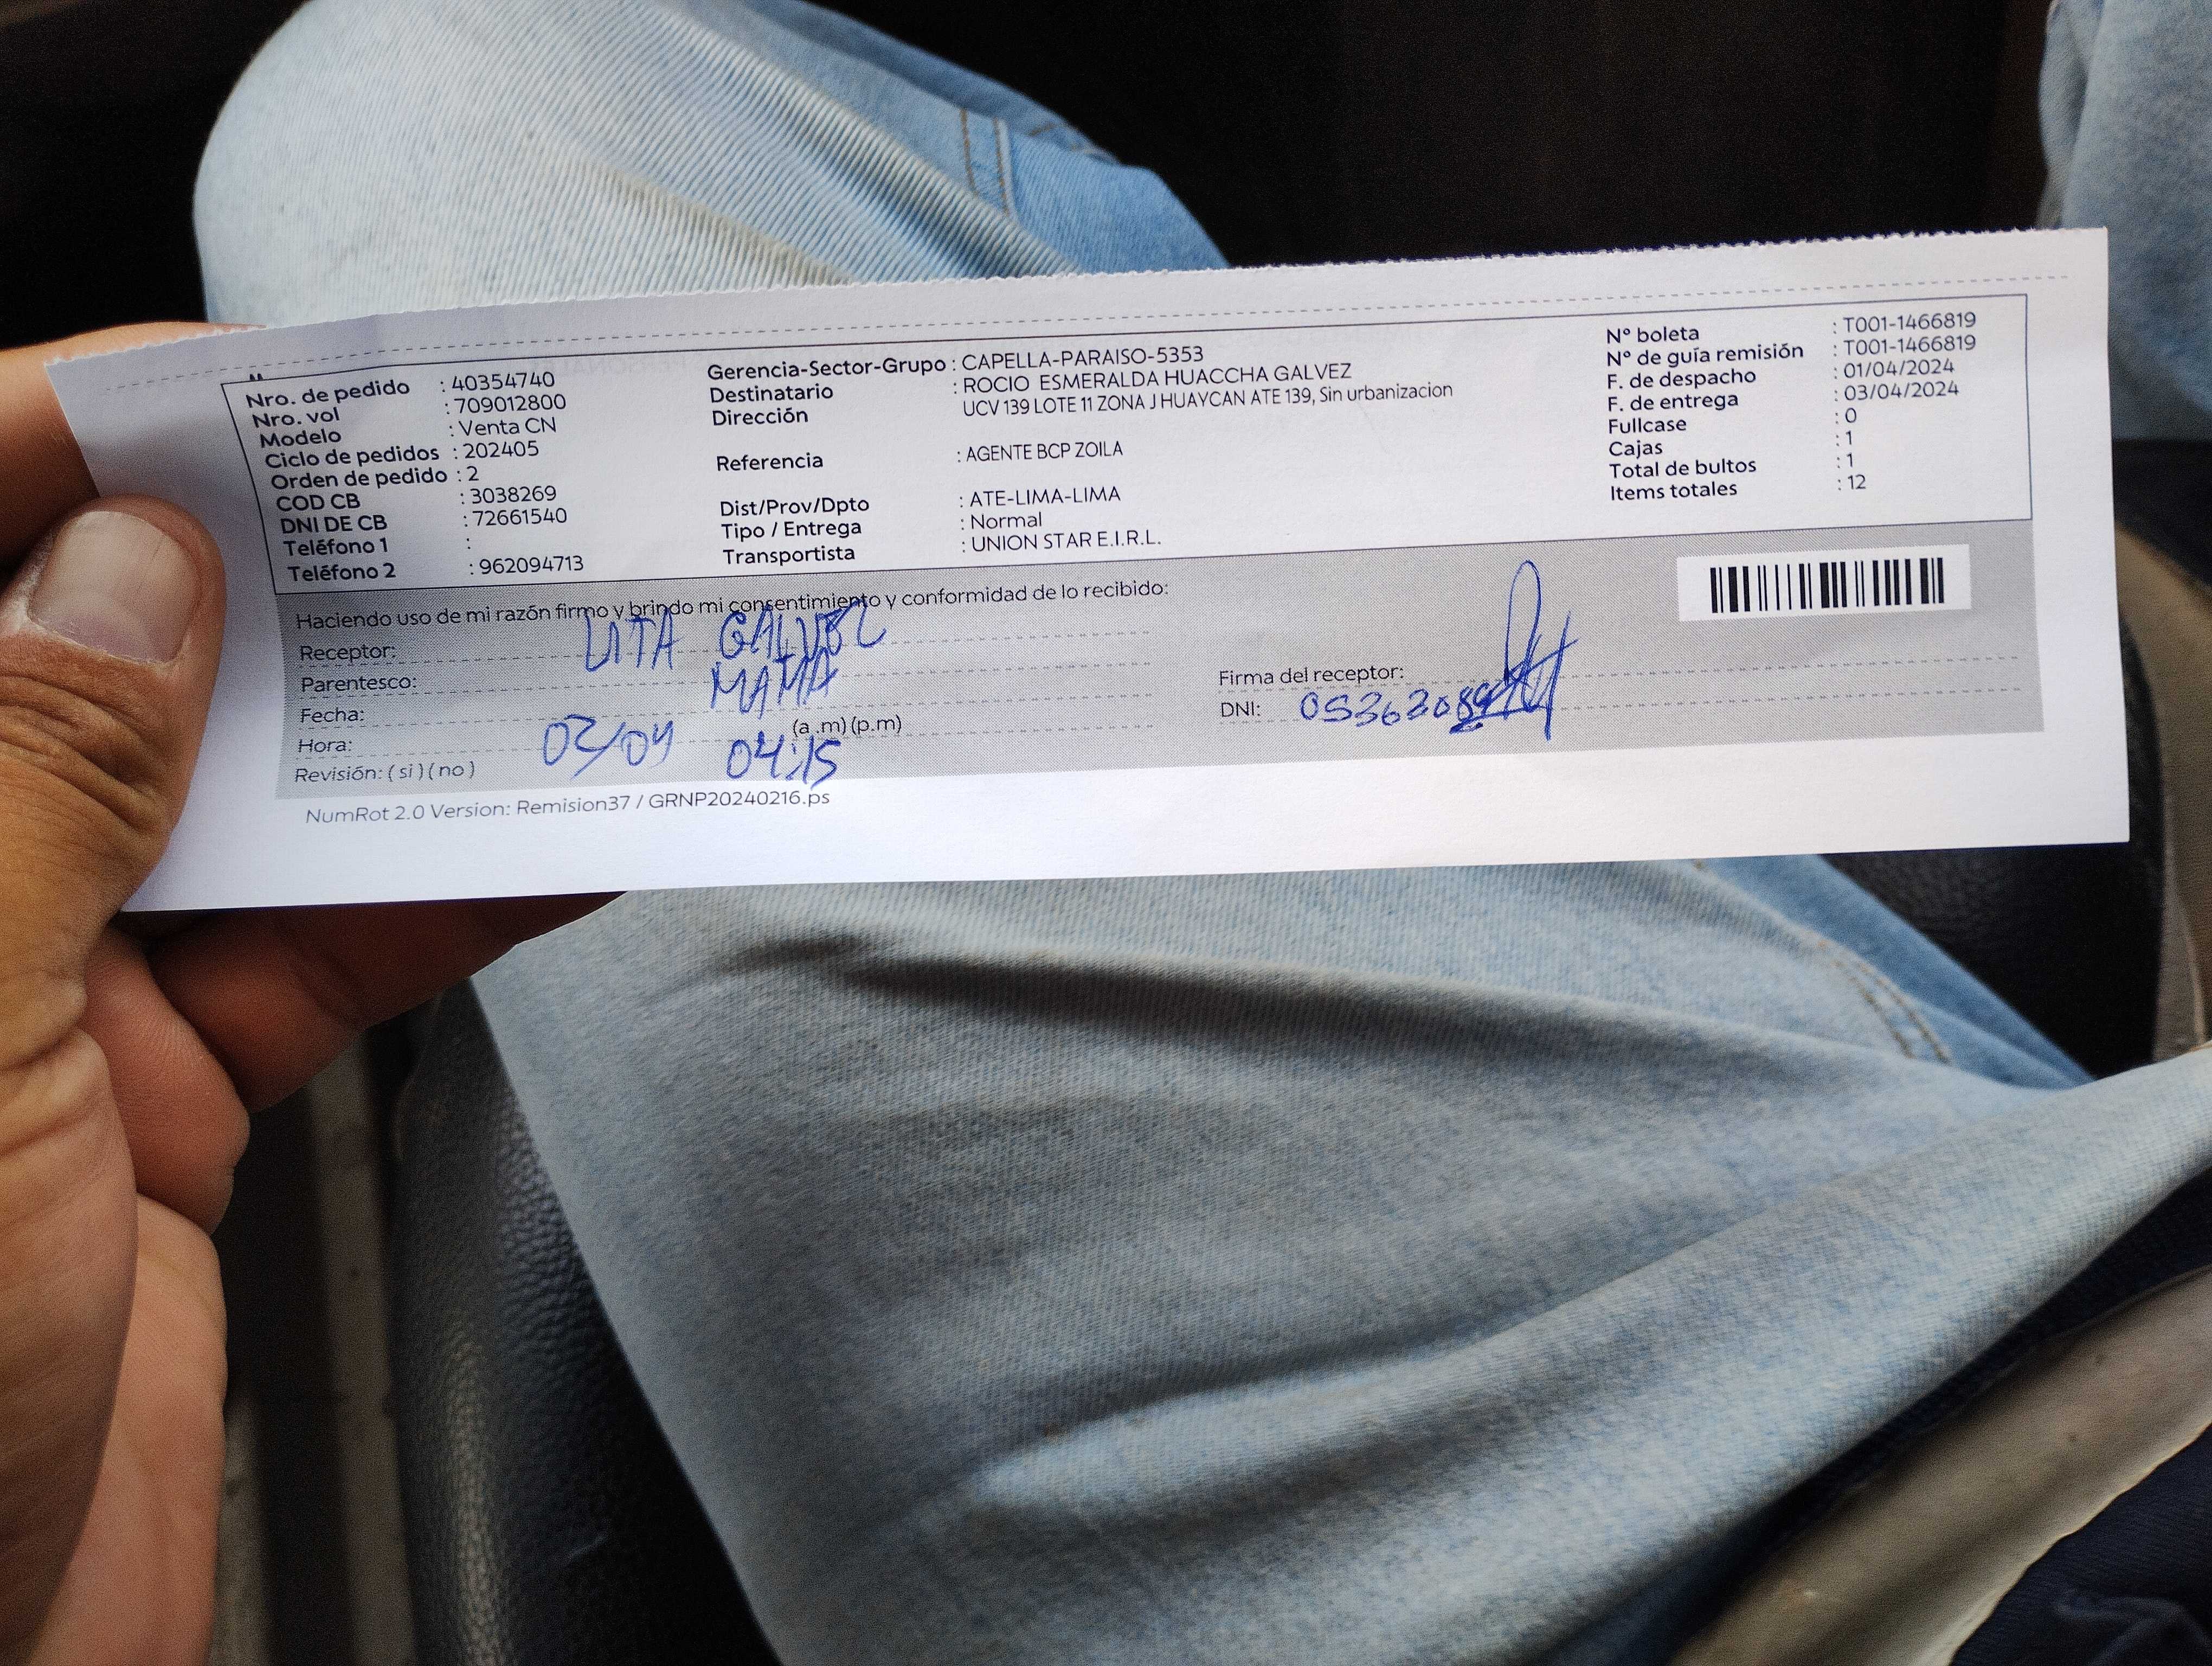 Nro. de pedido : 40354740
Nro. vol : 709012800
Modelo : Venta CN
Ciclo de pedidos : 202405
Orden de pedido : 2
COD CB : 3038269
DNI DE CB : 72661540
Teléfono 1 :
Teléfono 2 : 962094713
Gerencia-Sector-Grupo : CAPELLA-PARAISO-5353
Destinatario : ROCIO ESMERALDA HUACCHA GALVEZ
Dirección UCV 139 LOTE 11 ZONA J HUAYCAN ATE 139, Sin urbanizacion
Referencia : AGENTE BCP ZOILA
Dist/Prov/Dpto : ATE-LIMA-LIMA
Tipo / Entrega : Normal
Transportista : UNION STAR E.I.R.L.
Nº boleta : T001-1466819
Nº de guía remisión : T001-1466819
F. de despacho : 01/04/2024
F. de entrega : 03/04/2024
Fullcase : 0
Cajas : 1
Total de bultos : 1
Items totales : 12
Haciendo uso de mi razón firmo y brindo mi consentimiento y conformidad de lo recibido:
Receptor: GALVEZ
Parentesco: MAMA
Fecha:
Hora: (a .m) (p.m) 04:15
Revisión: ( si ) ( no )
Firma del receptor:
DNI:
NumRot 2.0 Version: Remision37 / GRNP20240216.ps